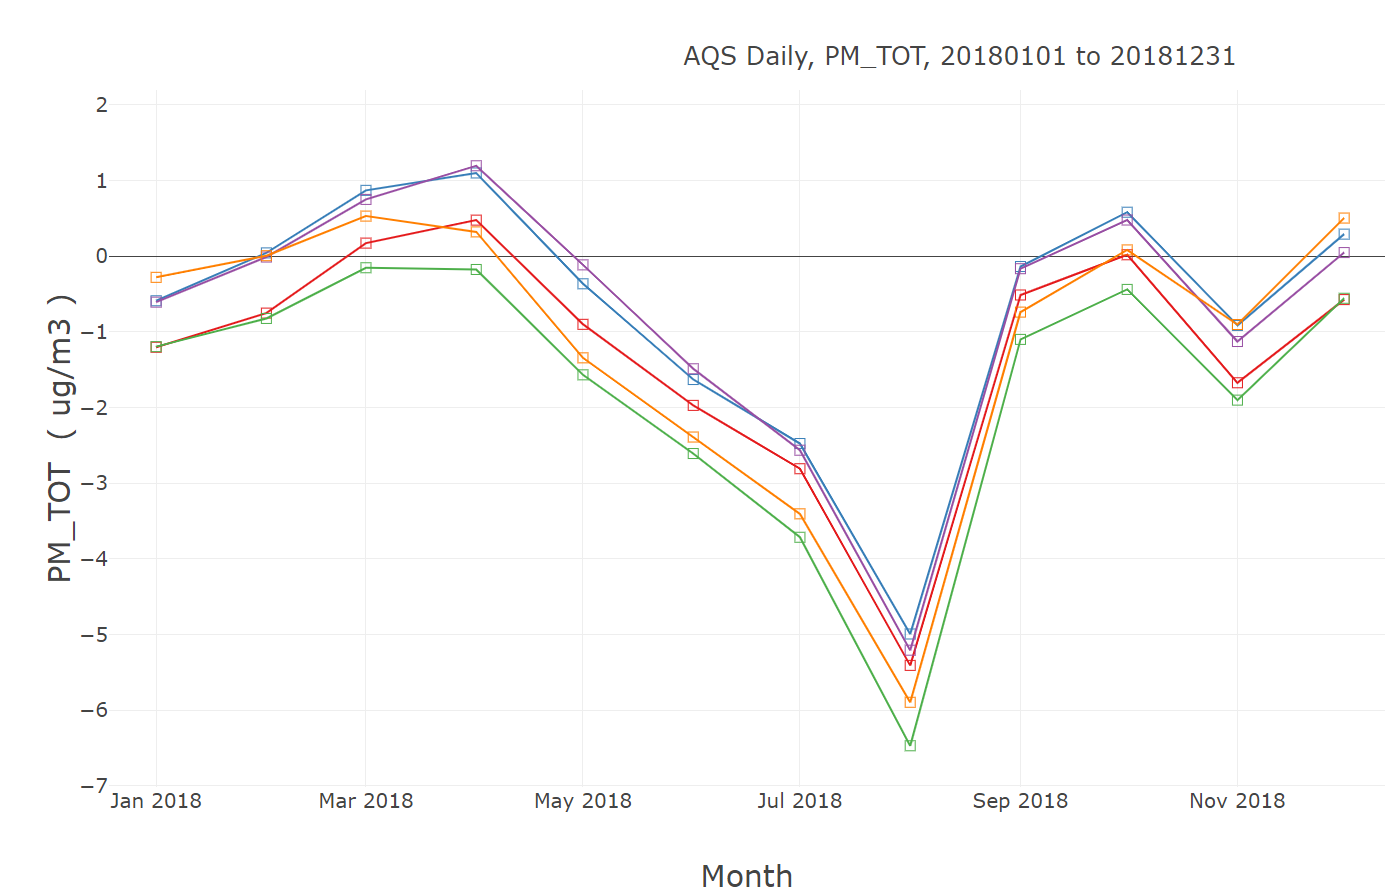 AQS Daily, PM_TOT, 20180101 to 20181231
PM_TOT ( ug/m3 )
2
1
0
−1
−2
−3
−4
−5
−6
−7
Jan 2018
Mar 2018
May 2018
Jul 2018
Sep 2018
Nov 2018
Month